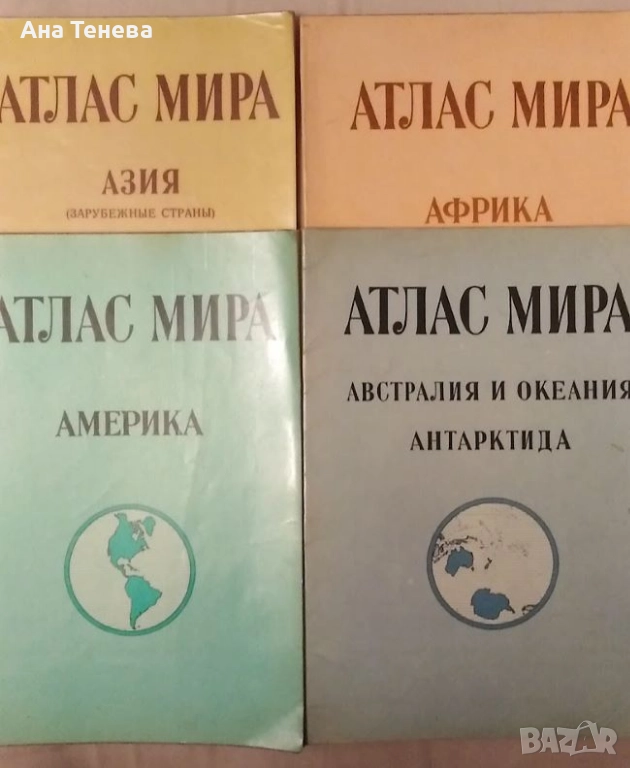 Ана Тенева
АТЛАС МИРА
АЗИЯ
(ЗАРУБЕЖНЫЕ СТРАНЫ)
АТЛАС МИРА
АФРИКА
АТЛАС МИРА
АМЕРИКА
АТЛАС МИРА
АВСТРАЛИЯ И ОКЕАНИЯ
АНТАРКТИДА
BAZAR